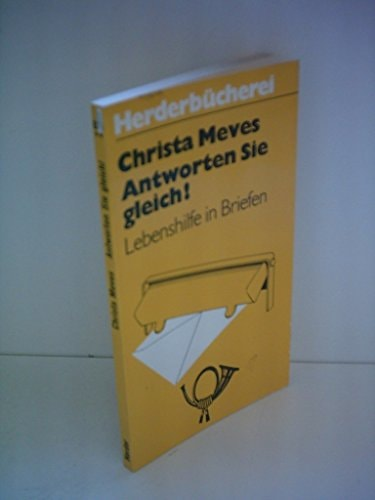 Herderbücherei
Christa Meves
Antworten Sie
gleich!
Lebenshilfe in Briefen
Christa Meves Antworten Sie gleich!